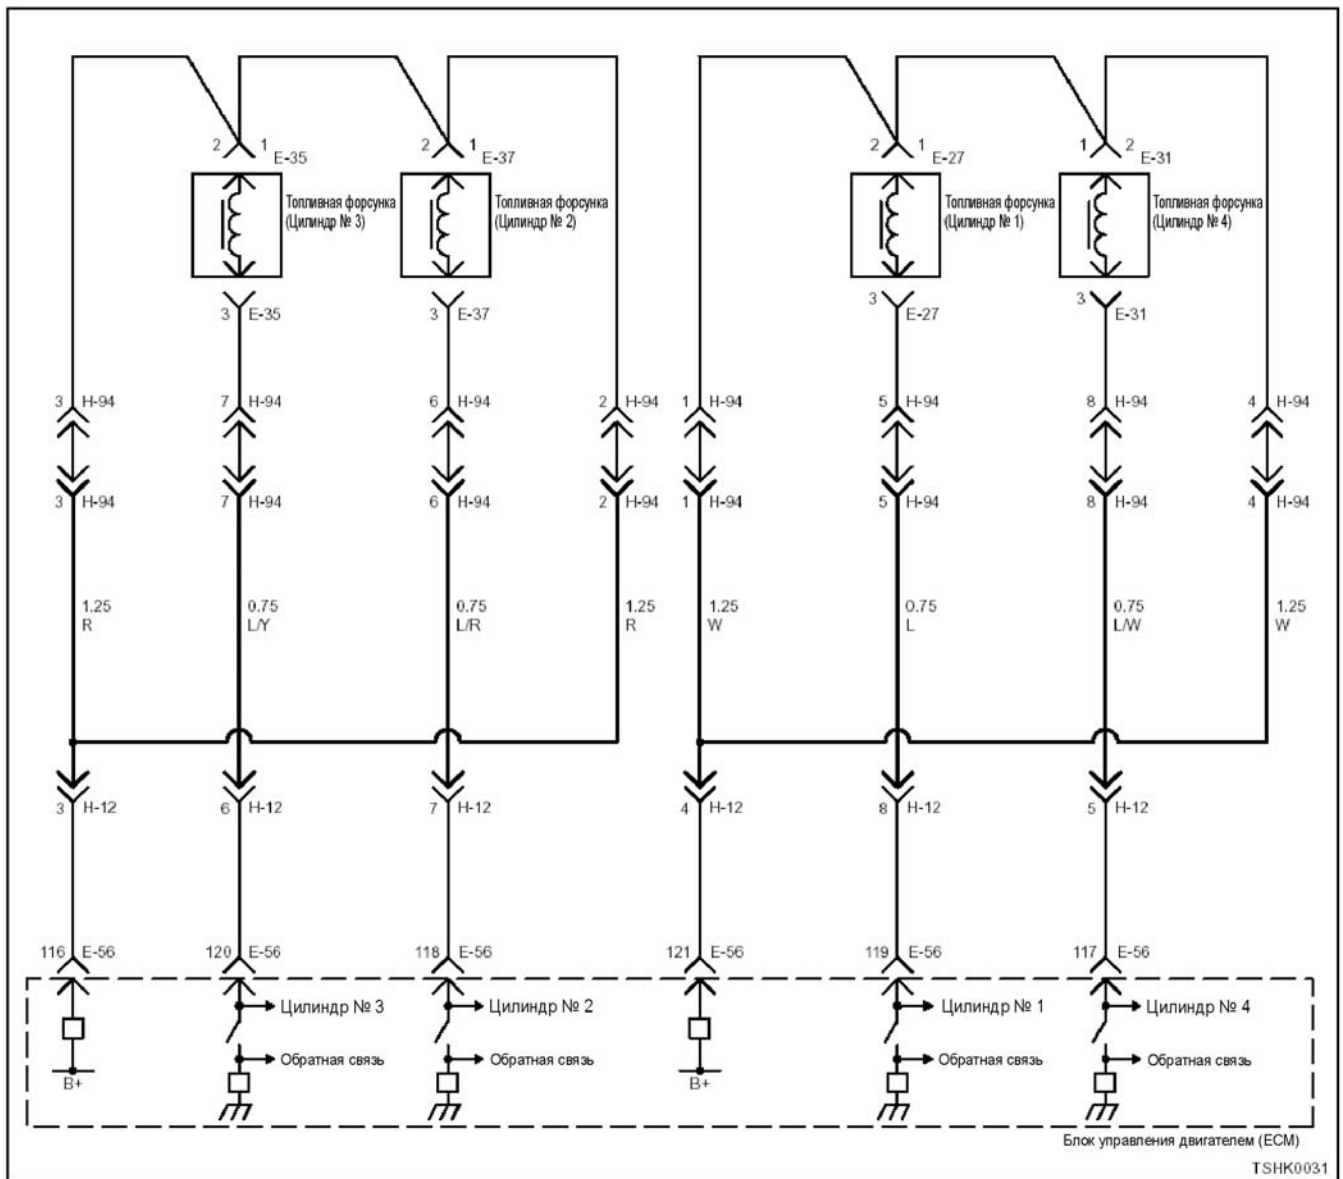 2 1 E-35
2 1 E-37
2 1 E-27
1 2 E-31
Топливная форсунка
(Цилиндр № 3)
Топливная форсунка
(Цилиндр № 2)
Топливная форсунка
(Цилиндр № 1)
Топливная форсунка
(Цилиндр № 4)
3 E-35
3 E-37
3 E-27
3 E-31
3 H-94
7 H-94
6 H-94
2 H-94
1 H-94
5 H-94
8 H-94
4 H-94
3 H-94
7 H-94
6 H-94
2 H-94
1 H-94
5 H-94
8 H-94
4 H-94
1.25
R
0.75
L/Y
0.75
L/R
1.25
R
1.25
W
0.75
L
0.75
L/W
1.25
W
3 H-12
6 H-12
7 H-12
4 H-12
8 H-12
5 H-12
116 E-56
120 E-56
118 E-56
121 E-56
119 E-56
117 E-56
Цилиндр № 3
Цилиндр № 2
Цилиндр № 1
Цилиндр № 4
Обратная связь
Обратная связь
Обратная связь
Обратная связь
B+
B+
Блок управления двигателем (ECM)
TSHK0031